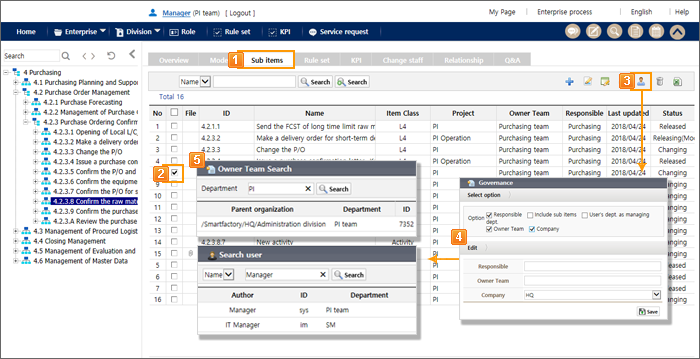 Manager (PI team) [ Logout ]
My Page Enterprise process English Help
Home Enterprise Division Role Rule set KPI Service request
Search
4 Purchasing
4.1 Purchasing Planning and Suppo
4.2 Purchase Order Management
4.2.1 Purchase Forecasting
4.2.2 Management of Purchase
4.2.3 Purchase Ordering Confirm
4.2.3.1 Opening of Local L/C,
4.2.3.2 Make a delivery order
4.2.3.3 Change the P/O
4.2.3.4 Issue a purchase con
4.2.3.5 Confirm the P/O and
4.2.3.6 Confirm the equipme
4.2.3.7 Confirm the P/O for s
4.2.3.8 Confirm the raw mate
4.2.3.9 Confirm the purchase
4.2.3.A Review the purchase
4.3 Management of Procured Logist
4.4 Closing Management
4.5 Management of Evaluation and
4.6 Management of Master Data
Overview 1 Sub items Rule set KPI Change staff Relationship Q&A
Name Search Search
3
Total 16
No File ID Name Item Class Project Owner Team Responsible Last updated Status
1 4.2.1.1 Send the FCST of long time limit raw m L4 PI Purchasing team Purchasing 2018/04/24 Released
2 4.2.3.2 Make a delivery order for short-term de L4 PI Operation Purchasing team Purchasing 2018/04/24 Releasing(Mod
3 4.2.3.3 Change the P/O L4 PI Purchasing team Purchasing 2018/04/24 Changing
4 4.2.3.4 L4 PI Operation Purchasing team Purchasing 2018/04/24 Released
14 4.2.3.8.7 New activity Activity
15
16
2
5
Owner Team Search
Department PI Search
Parent organization Department ID
/Smartfactory/HQ/Administration division PI team 7352
Search user
Name Manager Search
Author ID Department
Manager sys PI team
IT Manager im SM
4
Governance
Select option
Option Responsible Include sub items User's dept. as managing
dept.
Owner Team Company
Edit
Responsible
Owner Team
Company HQ
Save